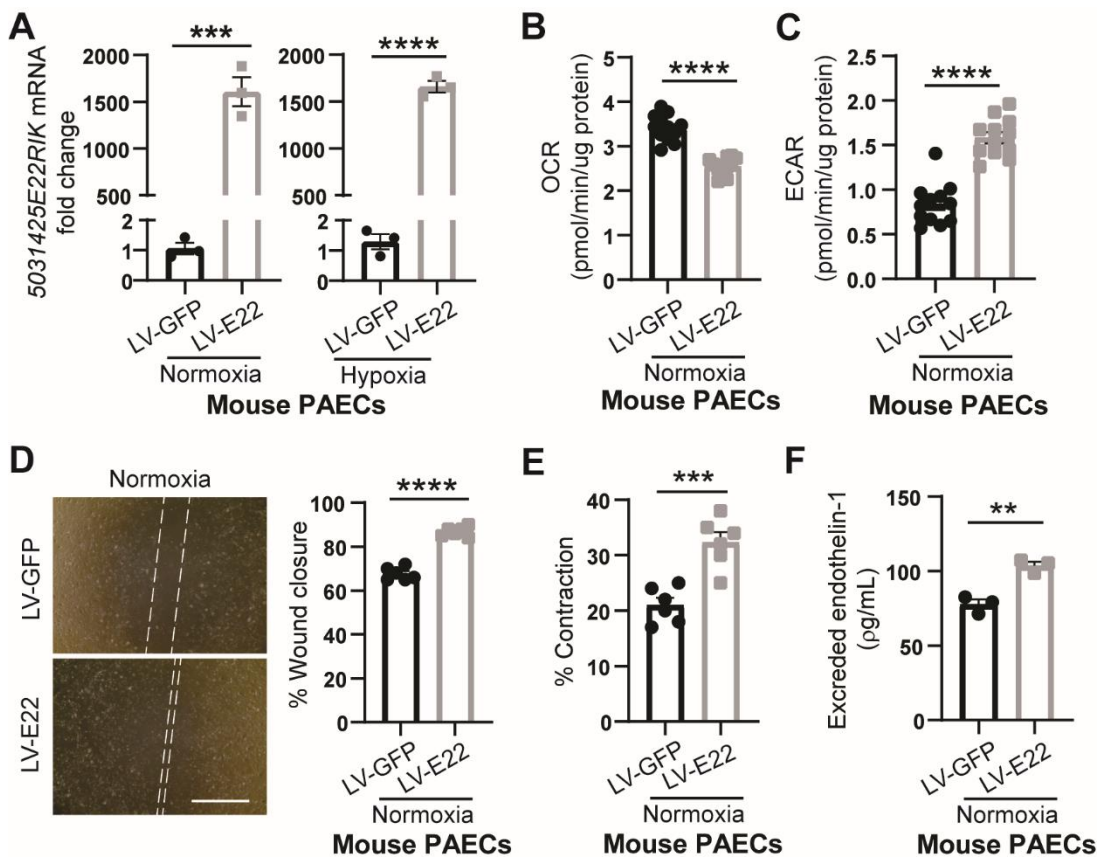 A
5031425E22RIK mRNA
fold change
***
2000
1500
1000
500
2
1
0
LV-GFP
LV-E22
Normoxia
****
2000
1500
1000
500
2
1
0
LV-GFP
LV-E22
Hypoxia
Mouse PAECs
B
OCR
(pmol/min/ug protein)
****
5
4
3
2
1
0
LV-GFP
LV-E22
Normoxia
Mouse PAECs
C
ECAR
(pmol/min/ug protein)
****
2.5
2.0
1.5
1.0
0.5
0.0
LV-GFP
LV-E22
Normoxia
Mouse PAECs
D
Normoxia
LV-GFP
LV-E22
% Wound closure
****
100
80
60
40
20
0
LV-GFP
LV-E22
Normoxia
Mouse PAECs
E
% Contraction
***
40
30
20
10
0
LV-GFP
LV-E22
Normoxia
Mouse PAECs
F
Excreded endothelin-1
(ρg/mL)
**
150
100
50
0
LV-GFP
LV-E22
Normoxia
Mouse PAECs